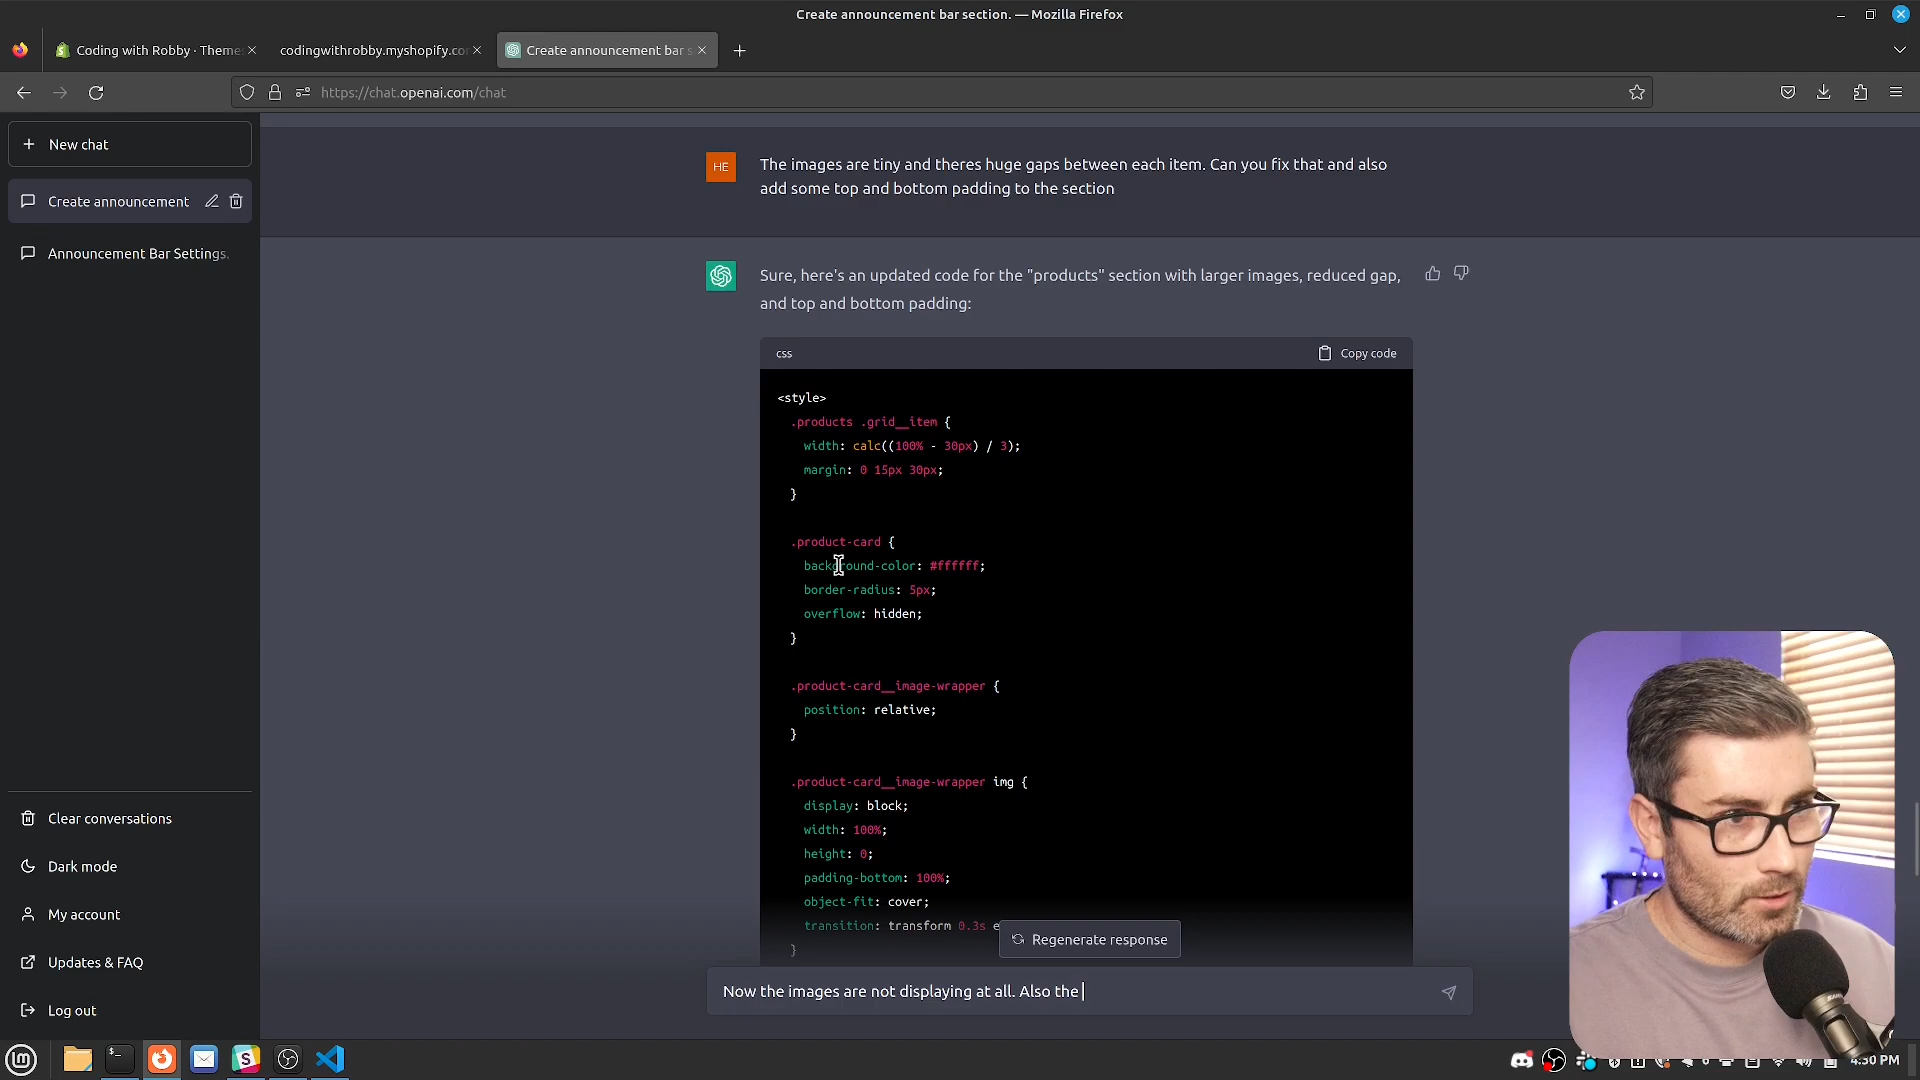 Create announcement bar section. — Mozilla Firefox
Coding with Robby · Theme
codingwithrobby.myshopify.co
Create announcement bar s
https://chat.openai.com/chat
New chat
Create announcement
Announcement Bar Settings.
HE
The images are tiny and theres huge gaps between each item. Can you fix that and also
add some top and bottom padding to the section
Sure, here's an updated code for the "products" section with larger images, reduced gap,
and top and bottom padding:
css
Copy code
<style>
.products .grid__item {
width: calc((100% - 30px) / 3);
margin: 0 15px 30px;
}
.product-card {
background-color: #ffffff;
border-radius: 5px;
overflow: hidden;
}
.product-card__image-wrapper {
position: relative;
}
.product-card__image-wrapper img {
display: block;
width: 100%;
height: 0;
padding-bottom: 100%;
object-fit: cover;
transition: transform 0.3s e
}
Regenerate response
Now the images are not displaying at all. Also the
Clear conversations
Dark mode
My account
Updates & FAQ
Log out
4:30 PM